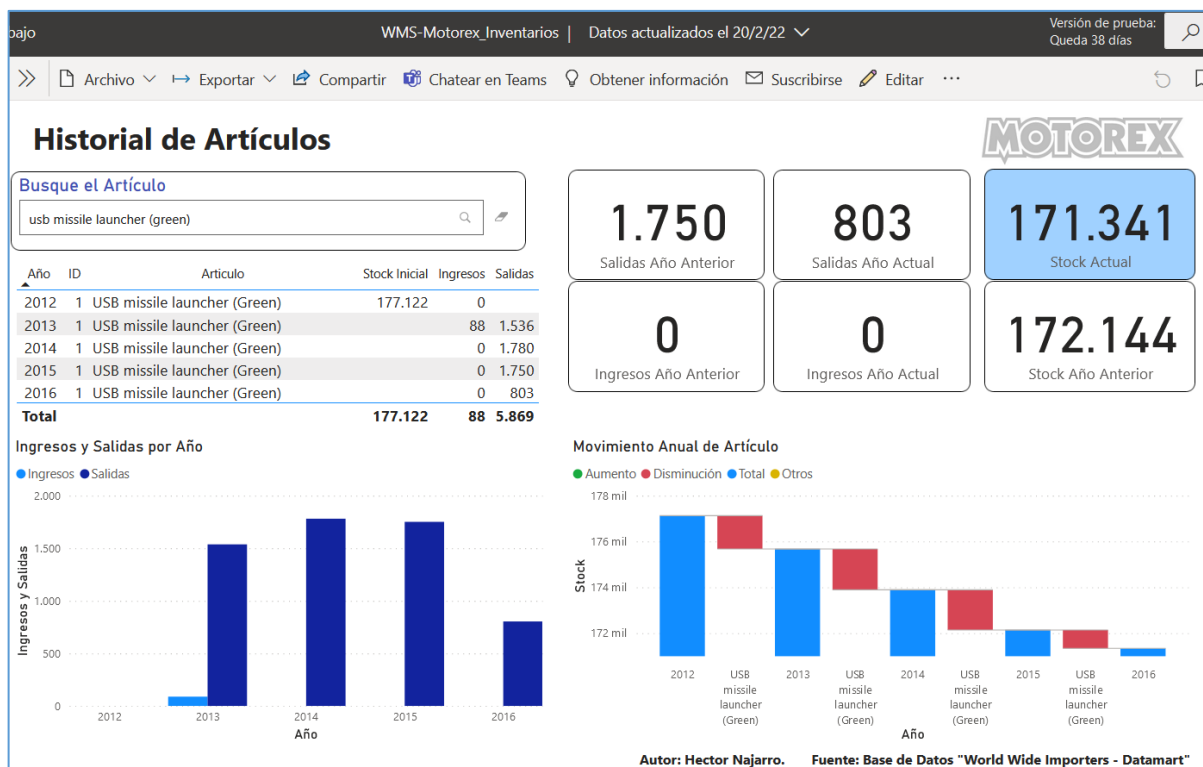 bajo WMS-Motorex_Inventarios | Datos actualizados el 20/2/22 Versión de prueba:
Queda 38 días
Archivo Exportar Compartir Chatear en Teams Obtener información Suscribirse Editar ...
Historial de Artículos
MOTOREX
Busque el Artículo
usb missile launcher (green)
1.750
Salidas Año Anterior
803
Salidas Año Actual
171.341
Stock Actual
0
Ingresos Año Anterior
0
Ingresos Año Actual
172.144
Stock Año Anterior
Año ID Articulo Stock Inicial Ingresos Salidas
2012 1 USB missile launcher (Green) 177.122 0
2013 1 USB missile launcher (Green) 88 1.536
2014 1 USB missile launcher (Green) 0 1.780
2015 1 USB missile launcher (Green) 0 1.750
2016 1 USB missile launcher (Green) 0 803
Total 177.122 88 5.869
Ingresos y Salidas por Año
Ingresos Salidas
2.000
1.500
1.000
500
0
Ingresos y Salidas
2012 2013 2014 2015 2016
Año
Movimiento Anual de Artículo
Aumento Disminución Total Otros
178 mil
176 mil
174 mil
172 mil
Stock
2012 USB 2013 USB 2014 USB 2015 USB 2016
missile missile missile missile
launcher launcher launcher launcher
(Green) (Green) (Green) (Green)
Año
Autor: Hector Najarro. Fuente: Base de Datos "World Wide Importers - Datamart"